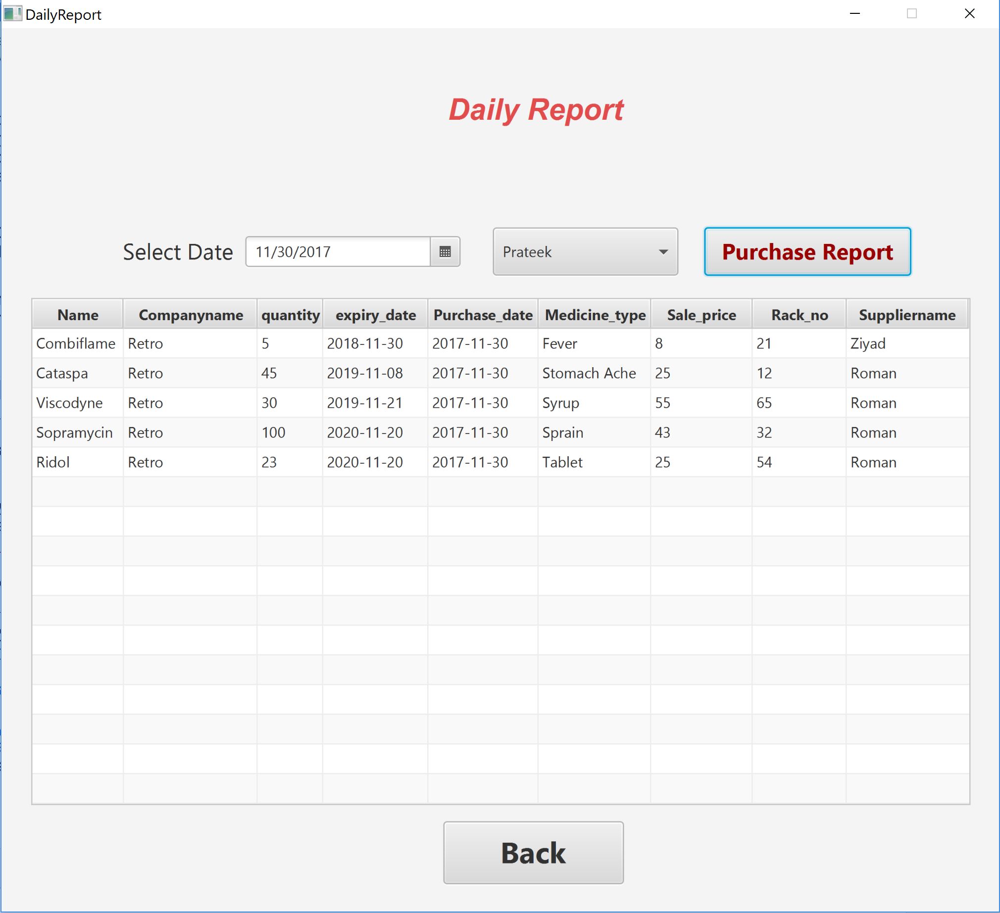 DailyReport
Daily Report
Select Date 11/30/2017 Prateek Purchase Report
Name Companyname quantity expiry_date Purchase_date Medicine_type Sale_price Rack_no Suppliername
Combiflame Retro 5 2018-11-30 2017-11-30 Fever 8 21 Ziyad
Cataspa Retro 45 2019-11-08 2017-11-30 Stomach Ache 25 12 Roman
Viscodyne Retro 30 2019-11-21 2017-11-30 Syrup 55 65 Roman
Sopramycin Retro 100 2020-11-20 2017-11-30 Sprain 43 32 Roman
Ridol Retro 23 2020-11-20 2017-11-30 Tablet 25 54 Roman
Back